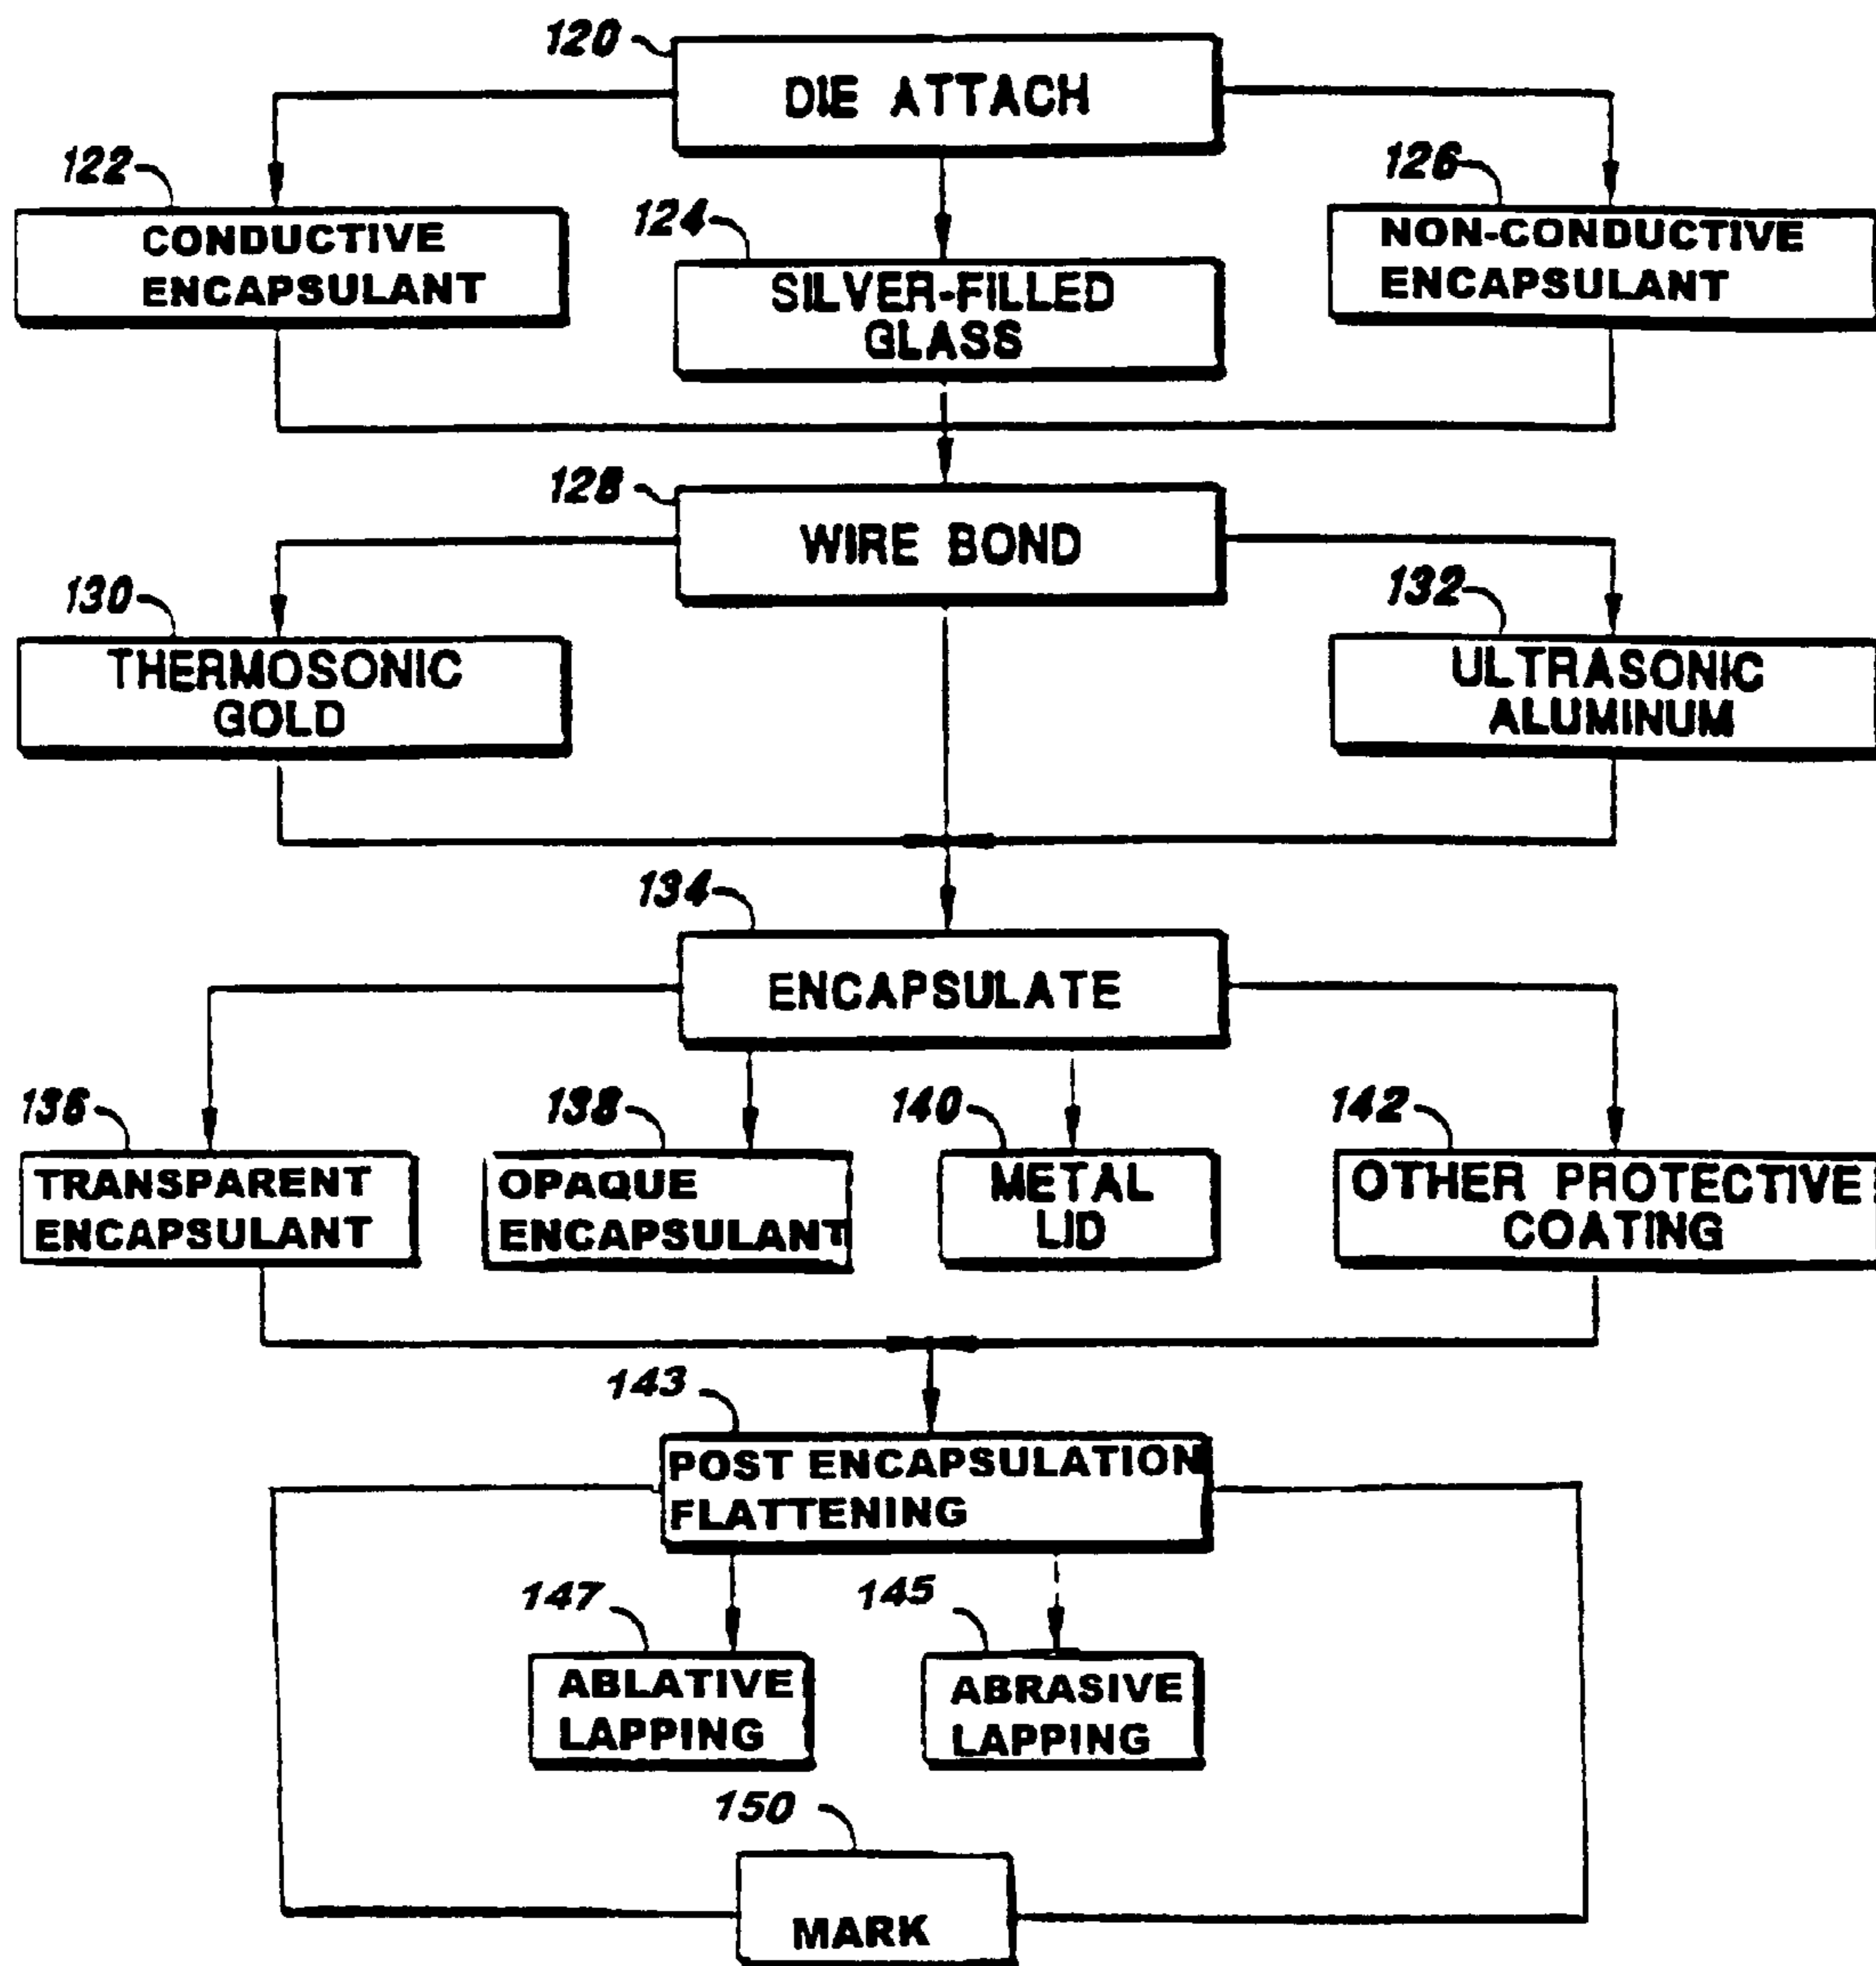 120
DIE ATTACH
122
CONDUCTIVE
ENCAPSULANT
124
SILVER-FILLED
GLASS
126
NON-CONDUCTIVE
ENCAPSULANT
128
WIRE BOND
130
THERMOSONIC
GOLD
132
ULTRASONIC
ALUMINUM
134
ENCAPSULATE
136
TRANSPARENT
ENCAPSULANT
138
OPAQUE
ENCAPSULANT
140
METAL
LID
142
OTHER PROTECTIVE
COATING
143
POST ENCAPSULATION
FLATTENING
147
ABLATIVE
LAPPING
145
ABRASIVE
LAPPING
150
MARK